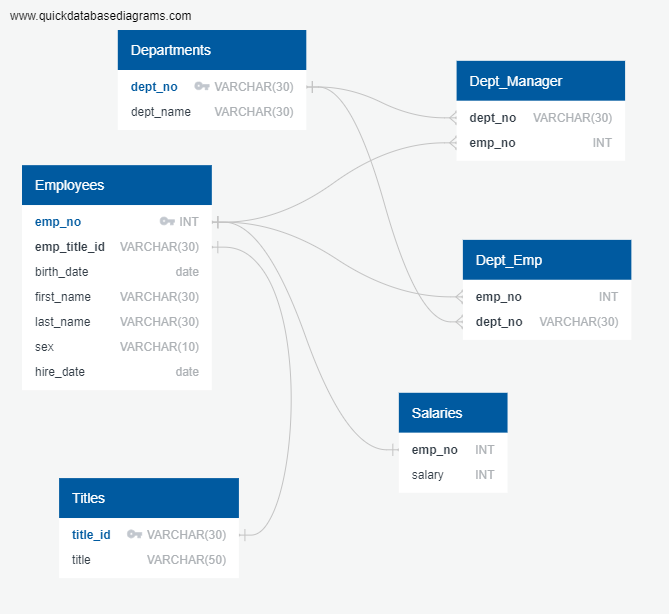 www.quickdatabasediagrams.com
Departments
dept_no VARCHAR(30)
dept_name VARCHAR(30)
Dept_Manager
dept_no VARCHAR(30)
emp_no INT
Employees
emp_no INT
emp_title_id VARCHAR(30)
birth_date date
first_name VARCHAR(30)
last_name VARCHAR(30)
sex VARCHAR(10)
hire_date date
Dept_Emp
emp_no INT
dept_no VARCHAR(30)
Salaries
emp_no INT
salary INT
Titles
title_id VARCHAR(30)
title VARCHAR(50)